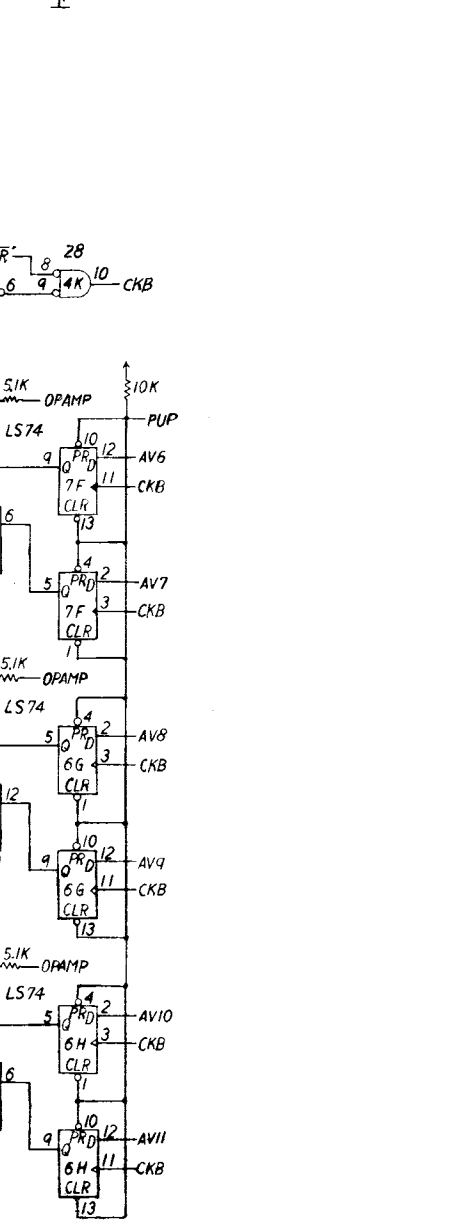 R
28
8
10
6
9
4K
CKB
5.1K
OPAMP
10K
LS74
PUP
10
9
Q
PR
D
12
AV6
7F
11
CKB
CLR
13
6
4
5
Q
PR
D
2
AV7
7F
3
CKB
CLR
1
5.1K
OPAMP
LS74
4
5
Q
PR
D
2
AV8
6G
3
CKB
CLR
1
12
10
9
Q
PR
D
12
AV9
6G
11
CKB
CLR
13
5.1K
OPAMP
LS74
4
5
Q
PR
D
2
AV10
6H
3
CKB
CLR
1
6
10
9
Q
PR
D
12
AV11
6H
11
CKB
CLR
13